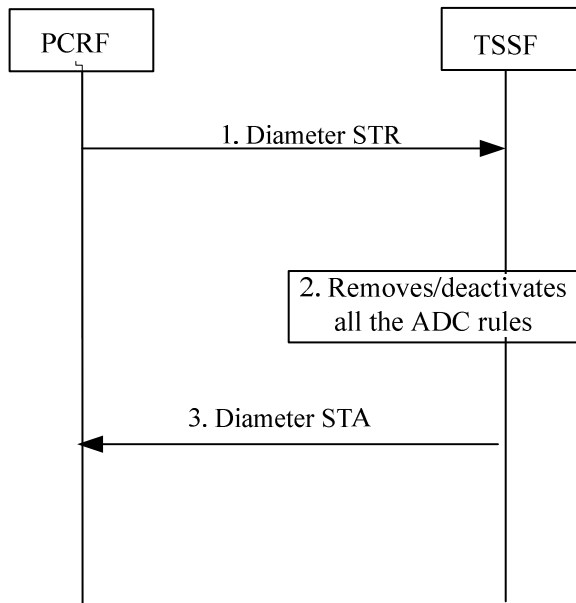 PCRF
TSSF
1. Diameter STR
2. Removes/deactivates
all the ADC rules
3. Diameter STA